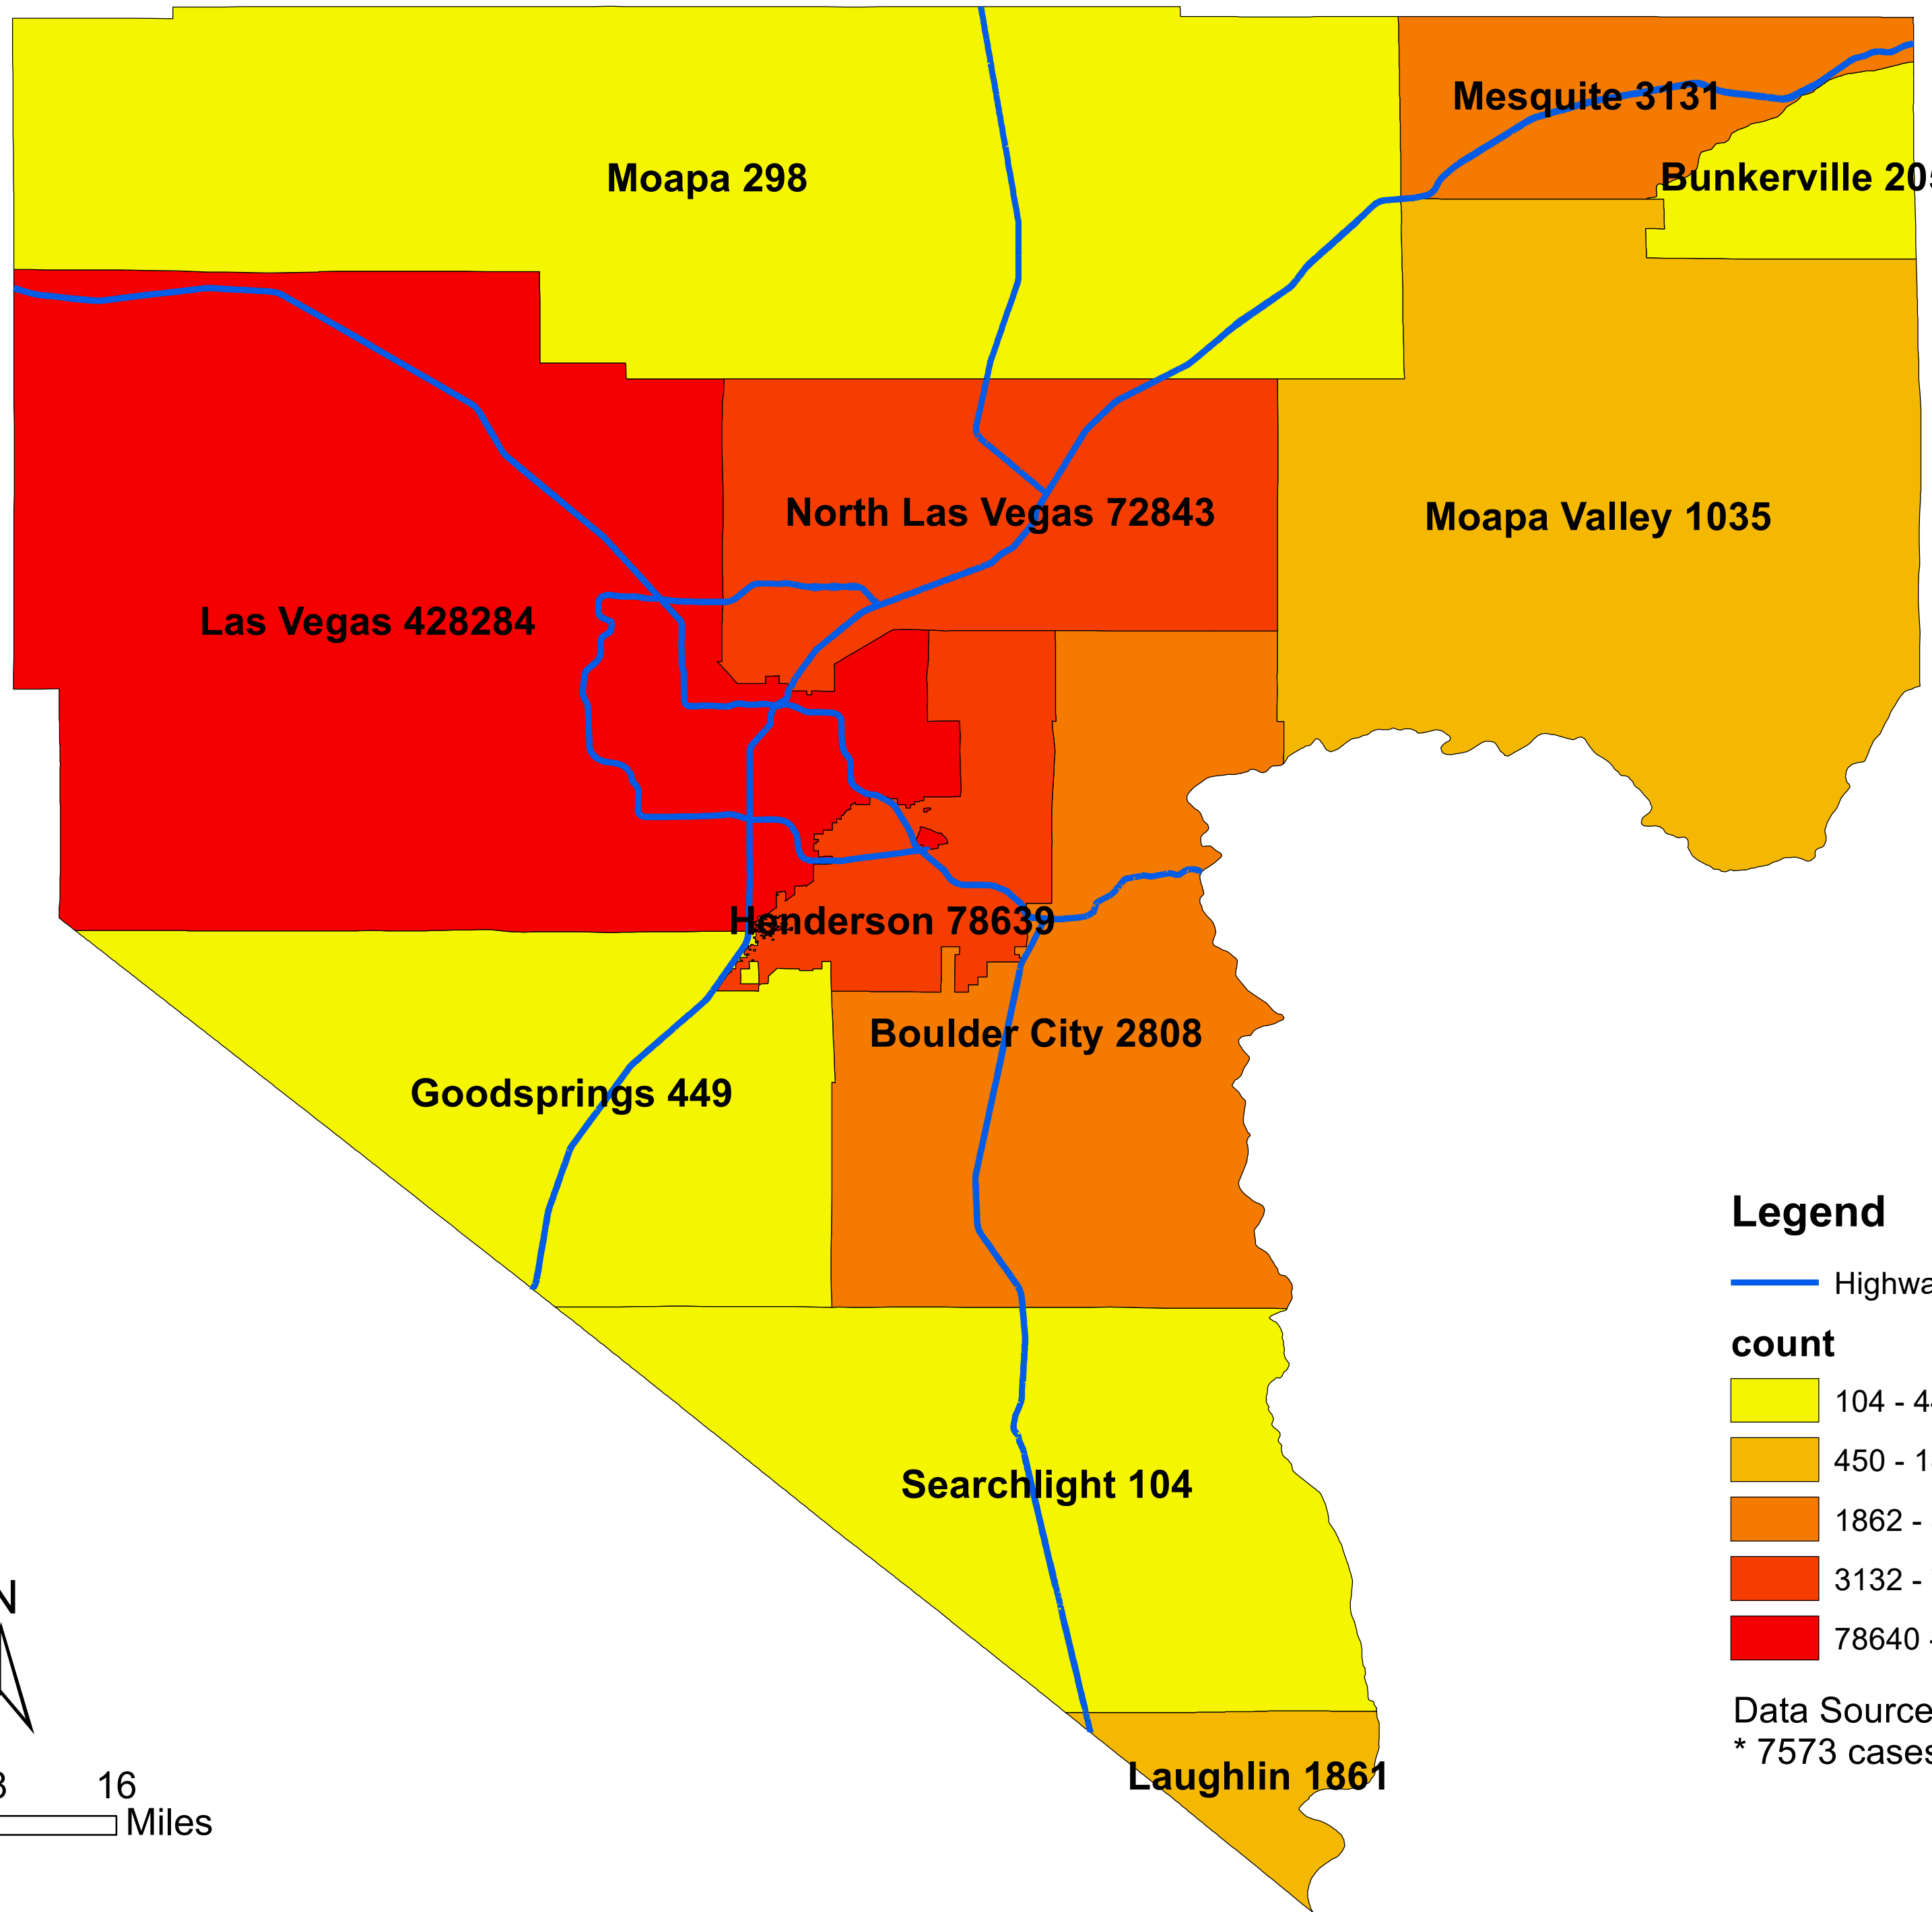 Mesquite 3131
Moapa 298
Bunkerville
North Las Vegas 72843
Moapa Valley 1035
Las Vegas 428284
Henderson 78639
Boulder City 2808
Goodsprings 449
Legend
count
104 -
450 -
1862 -
Searchlight 104
3132 -
N
78640 -
Data Source
* 7573 cases
Laughlin 1861
16
Miles